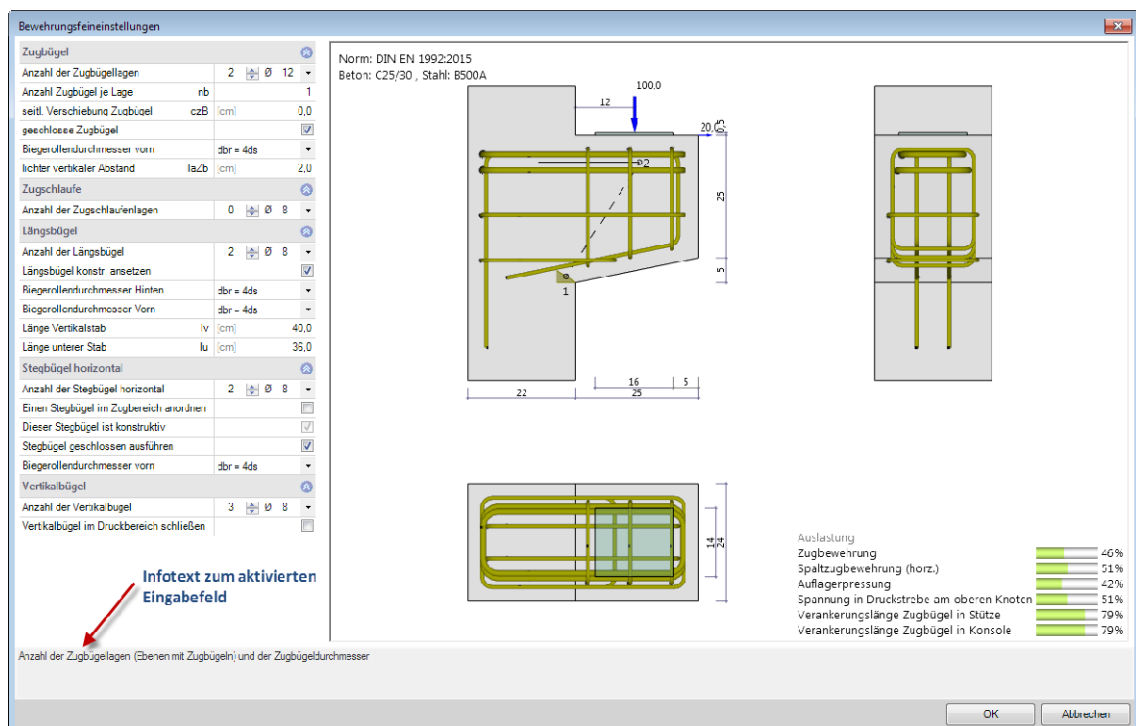 Bewehrungsfeineinstellungen
Zugbügel
Anzahl der Zugbügellagen 2 Ø 12
Anzahl Zugbügel je Lage nb 1
seitl. Verschiebung Zugbügel czB [cm] 0,0
geschlosse Zugbügel
Biegerollendurchmesser vorn dbr = 4ds
lichter vertikaler Abstand laZb [cm] 2,0
Zugschlaufe
Anzahl der Zugschlaufenlagen 0 Ø 8
Längsbügel
Anzahl der Längsbügel 2 Ø 8
Längsbügel konstr. ansetzen
Biegerollendurchmesser Hinten dbr = 4ds
Biegerollendurchmesser Vorn dbr = 4ds
Länge Vertikalstab lv [cm] 40,0
Länge unterer Stab lu [cm] 36,0
Stegbügel horizontal
Anzahl der Stegbügel horizontal 2 Ø 8
Einen Stegbügel im Zugbereich anordnen
Dieser Stegbügel ist konstruktiv
Stegbügel geschlossen ausführen
Biegerollendurchmesser vorn dbr = 4ds
Vertikalbügel
Anzahl der Vertikalbügel 3 Ø 8
Vertikalbügel im Druckbereich schließen
Infotext zum aktivierten
Eingabefeld
Anzahl der Zugbügellagen (Ebenen mit Zugbügeln) und der Zugbügeldurchmesser
Norm: DIN EN 1992:2015
Beton: C25/30 , Stahl: B500A
100,0
12
20,0
0,5
2
25
5
1
16 5
22 25
14
24
Auslastung
Zugbewehrung 46%
Spaltzugbewehrung (horz.) 51%
Auflagerpressung 42%
Spannung in Druckstrebe am oberen Knoten 51%
Verankerungslänge Zugbügel in Stütze 79%
Verankerungslänge Zugbügel in Konsole 79%
OK Abbrechen